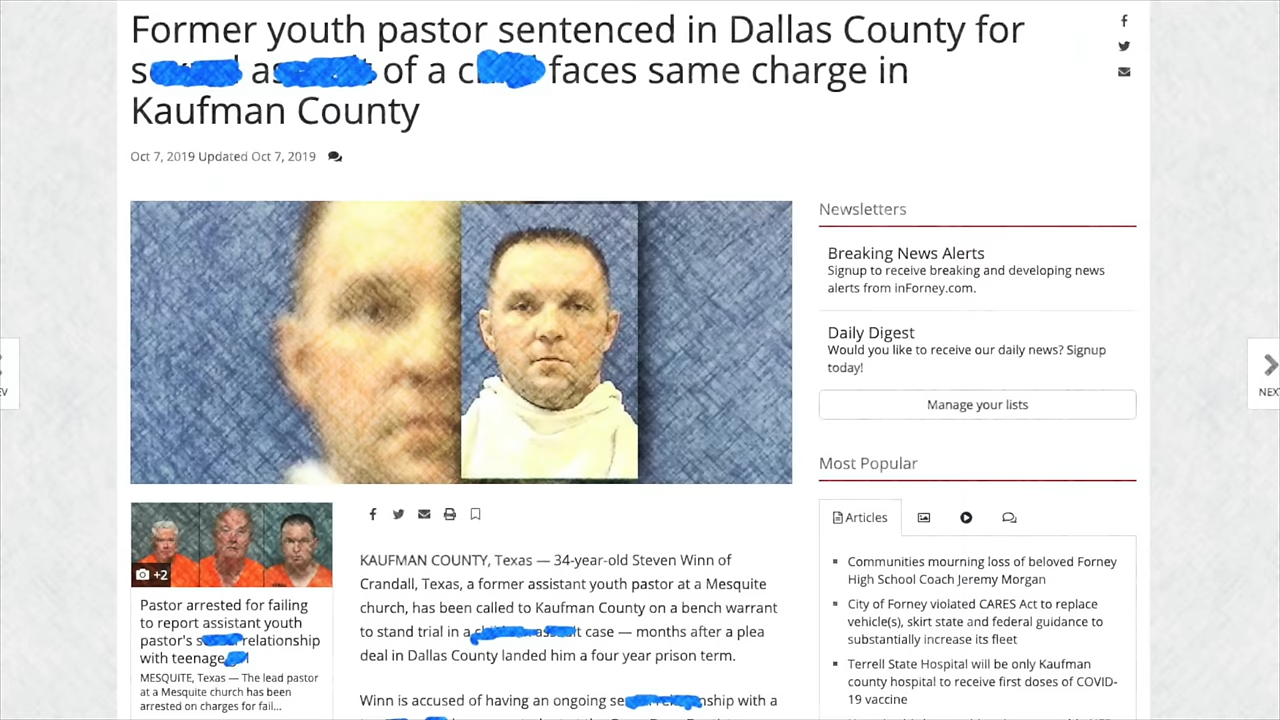 Former youth pastor sentenced in Dallas County for
of a faces same charge in
Kaufman County
Oct 7, 2019 Updated Oct 7, 2019
Newsletters
Breaking News Alerts
Signup to receive breaking and developing news
alerts from inForney.com.
Daily Digest
Would you like to receive our daily news? Signup
today!
Manage your lists
Most Popular
Articles
Communities mourning loss of beloved Forney
High School Coach Jeremy Morgan
City of Forney violated CARES Act to replace
vehicle(s), skirt state and federal guidance to
substantially increase its fleet
Terrell State Hospital will be only Kaufman
county hospital to receive first doses of COVID-
19 vaccine
+2
Pastor arrested for failing
to report assistant youth
pastor's relationship
with teenage
MESQUITE, Texas — The lead pastor
at a Mesquite church has been
arrested on charges for fail...
KAUFMAN COUNTY, Texas — 34-year-old Steven Winn of
Crandall, Texas, a former assistant youth pastor at a Mesquite
church, has been called to Kaufman County on a bench warrant
to stand trial in a case — months after a plea
deal in Dallas County landed him a four year prison term.
Winn is accused of having an ongoing with a